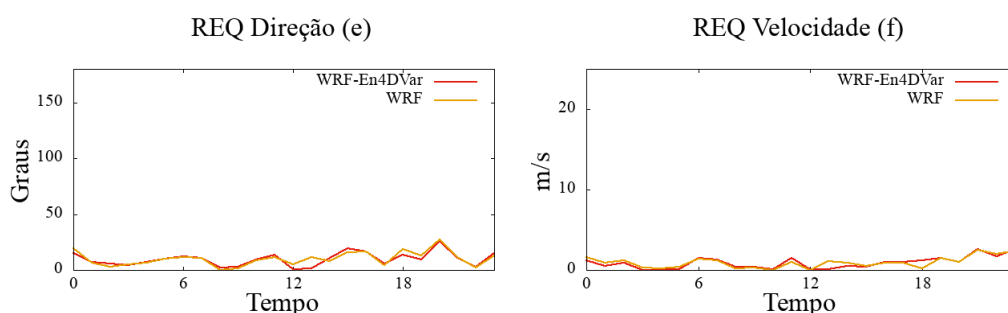 REQ Direção (e)
WRF-En4DVar
WRF
150
100
50
0
Graus
0
6
12
18
Tempo
REQ Velocidade (f)
WRF-En4DVar
WRF
20
10
0
m/s
0
6
12
18
Tempo